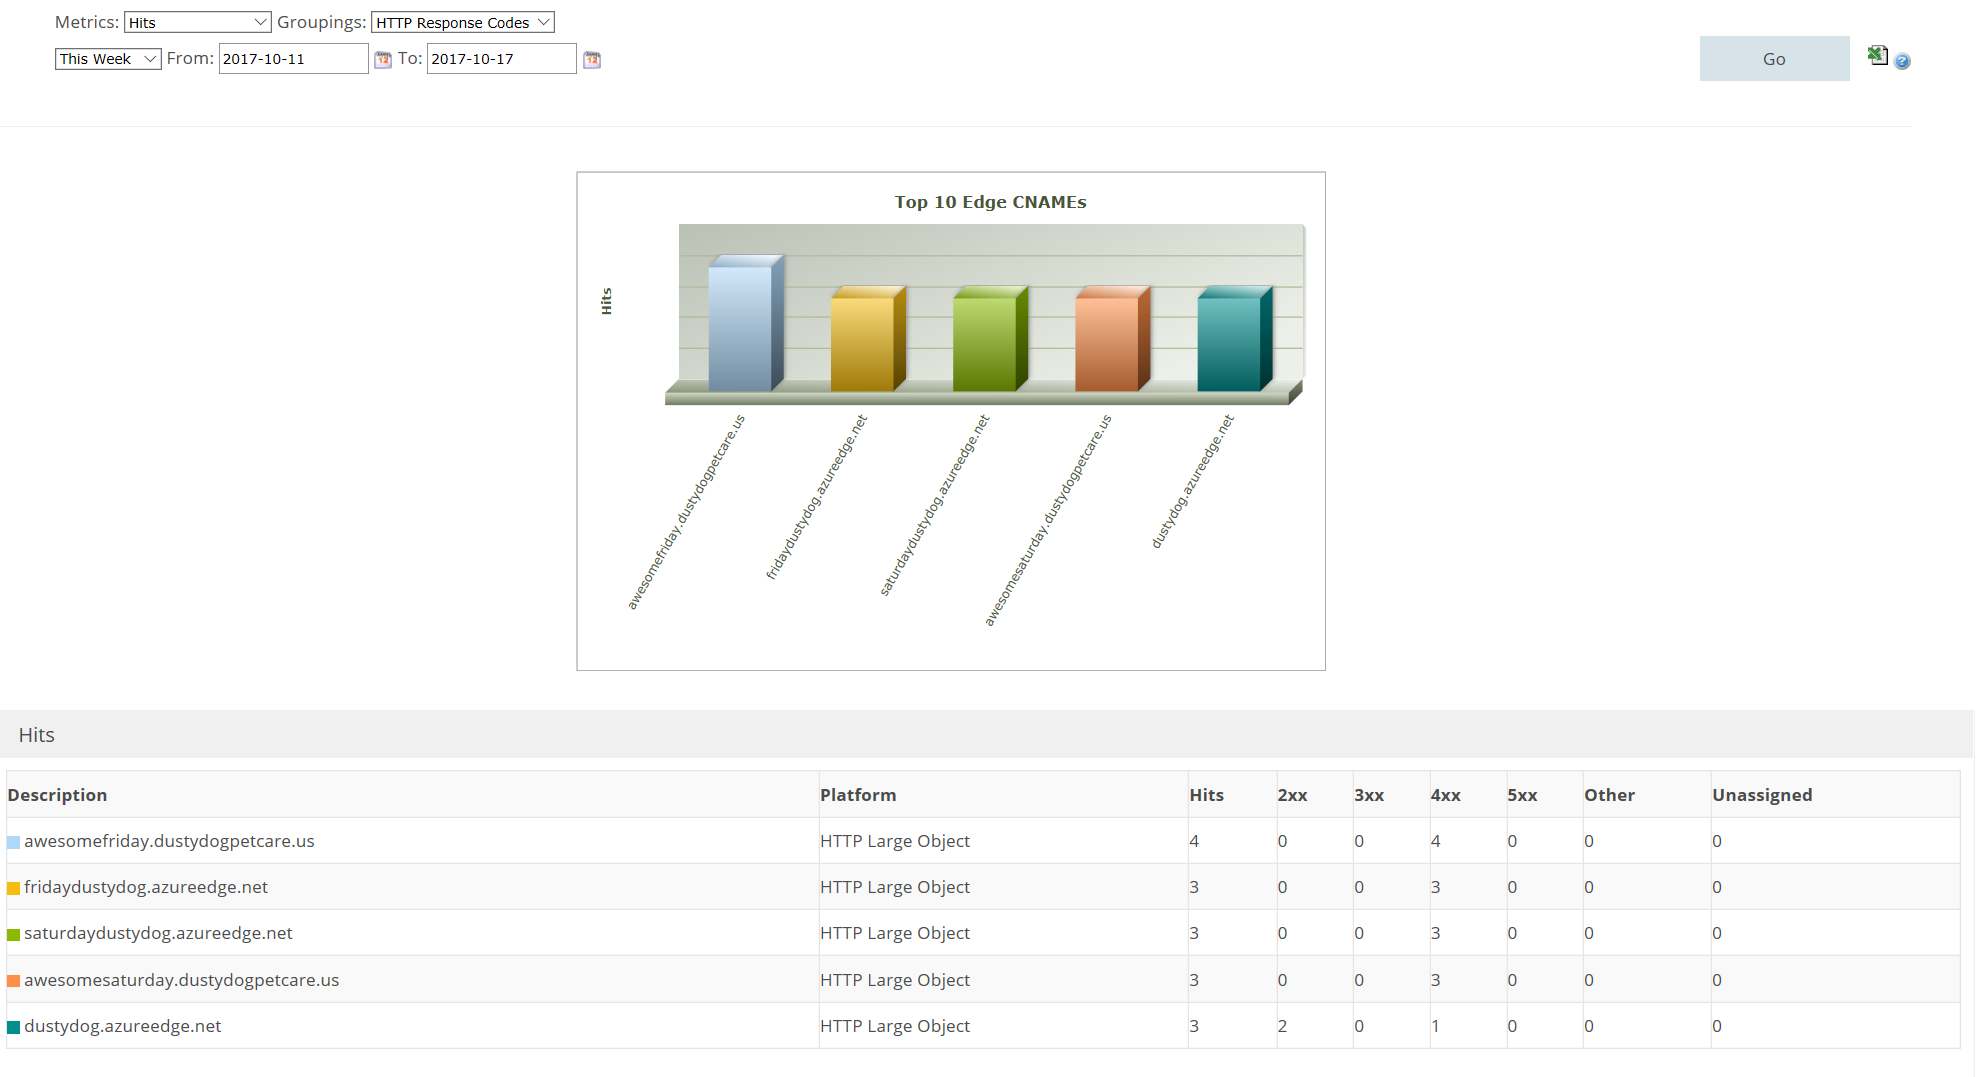 Metrics: Hits Groupings: HTTP Response Codes
This Week From: 2017-10-11 12 To: 2017-10-17 12 Go ?
Top 10 Edge CNAMEs
Hits
awesomefriday.dustydogpetcare.us
fridaydustydog.azureedge.net
saturdaydustydog.azureedge.net
awesomesaturday.dustydogpetcare.us
dustydog.azureedge.net
Hits
Description Platform Hits 2xx 3xx 4xx 5xx Other Unassigned
awesomefriday.dustydogpetcare.us HTTP Large Object 4 0 0 4 0 0 0
fridaydustydog.azureedge.net HTTP Large Object 3 0 0 3 0 0 0
saturdaydustydog.azureedge.net HTTP Large Object 3 0 0 3 0 0 0
awesomesaturday.dustydogpetcare.us HTTP Large Object 3 0 0 3 0 0 0
dustydog.azureedge.net HTTP Large Object 3 2 0 1 0 0 0